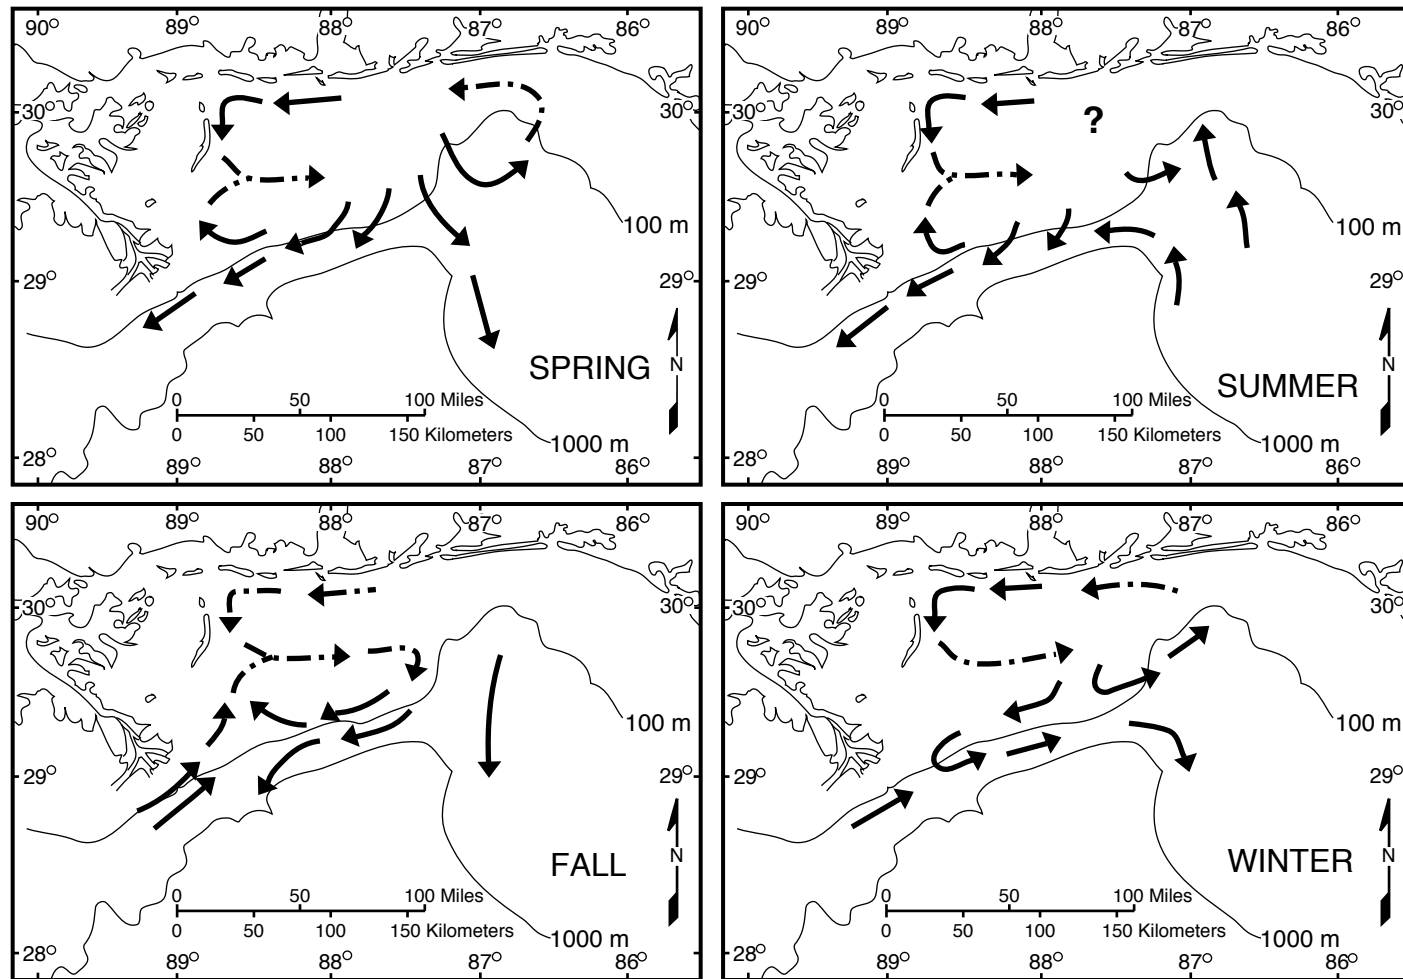 90° 89° 88° 87° 86°
30° 30°
100 m
29° 29°
N
SPRING
0 50 100 Miles
0 50 100 150 Kilometers
1000 m
28°
89° 88° 87° 86°
90° 89° 88° 87° 86°
30° 30°
?
100 m
29° 29°
N
SUMMER
0 50 100 Miles
0 50 100 150 Kilometers
1000 m
28°
89° 88° 87° 86°
90° 89° 88° 87° 86°
30° 30°
100 m
29° 29°
N
FALL
0 50 100 Miles
0 50 100 150 Kilometers
1000 m
28°
89° 88° 87° 86°
90° 89° 88° 87° 86°
30° 30°
100 m
29° 29°
N
WINTER
0 50 100 Miles
0 50 100 150 Kilometers
1000 m
28°
89° 88° 87° 86°